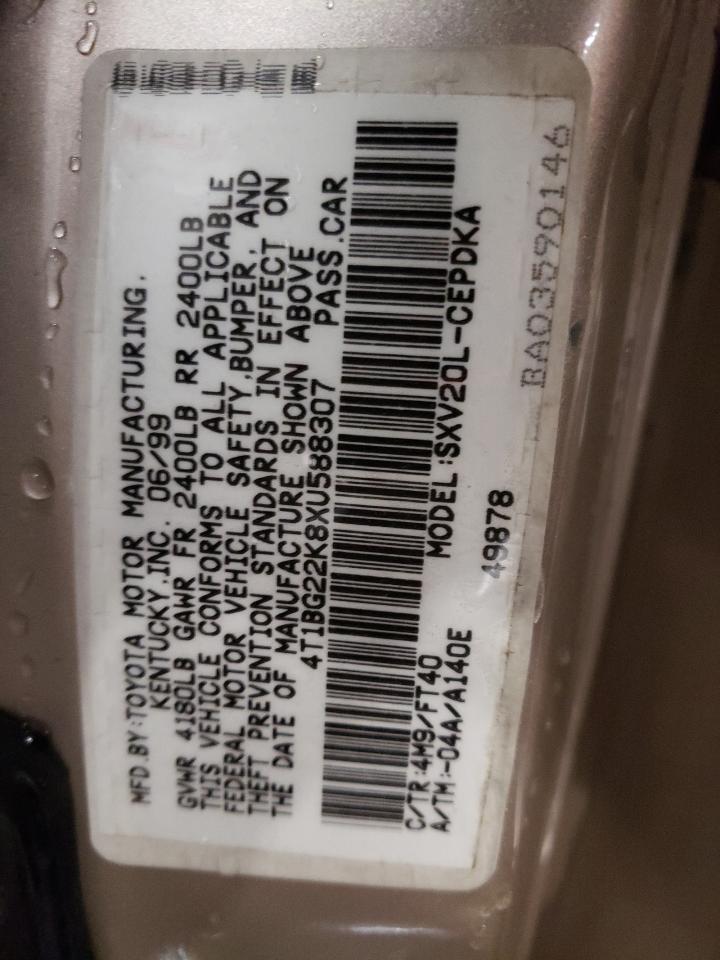 MFD.BY:TOYOTA MOTOR MANUFACTURING.
KENTUCKY,INC. 06/99
GVWR 4180LB GAWR FR 2400LB RR 2400LB
THIS VEHICLE CONFORMS TO ALL APPLICABLE
FEDERAL MOTOR VEHICLE SAFETY,BUMPER, AND
THEFT PREVENTION STANDARDS IN EFFECT ON
THE DATE OF MANUFACTURE SHOWN ABOVE
4T1BG22K8XU588307 PASS.CAR
C/TR:4M9/FT40 MODEL:SXV20L-CEPDKA
A/TM:-04A/A140E
49878
BA03590146